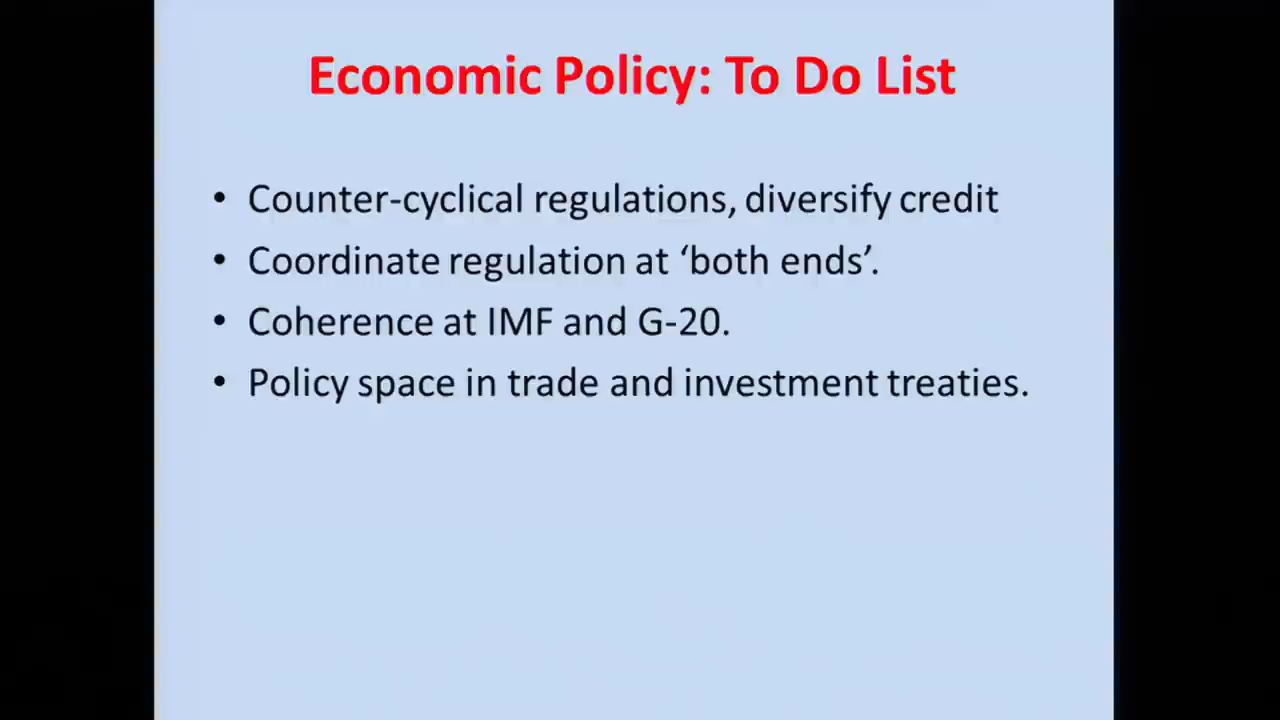 Economic Policy: To Do List
• Counter-cyclical regulations, diversify credit
• Coordinate regulation at ‘both ends’.
• Coherence at IMF and G-20.
• Policy space in trade and investment treaties.